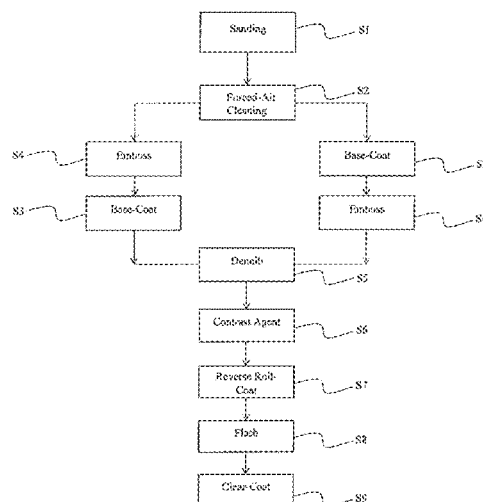 Sanding
S1
Forced-Air
Cleaning
S2
S4
Emboss
Base-Coat
S
S3
Base-Coat
Emboss
S
Denib
S5
Contrast Agent
S6
Reverse Roll-
Coat
S7
Flash
S8
Clear-Coat
S9